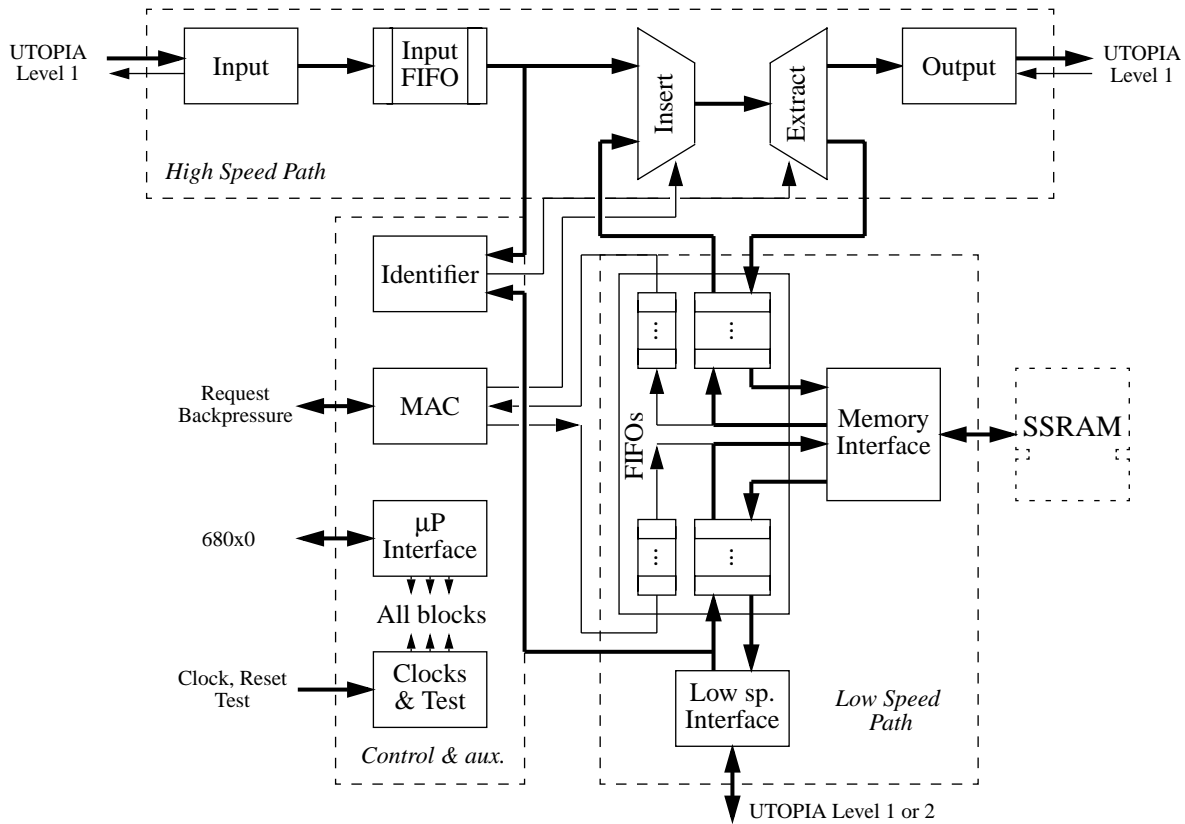 UTOPIA
Level 1
Input
Input
FIFO
Insert
Extract
Output
UTOPIA
Level 1
High Speed Path
Identifier
Request
Backpressure
MAC
FIFOs
...
...
...
...
Memory
Interface
SSRAM
680x0
µP
Interface
All blocks
Clock, Reset
Test
Clocks
& Test
Control & aux.
Low sp.
Interface
Low Speed
Path
UTOPIA Level 1 or 2